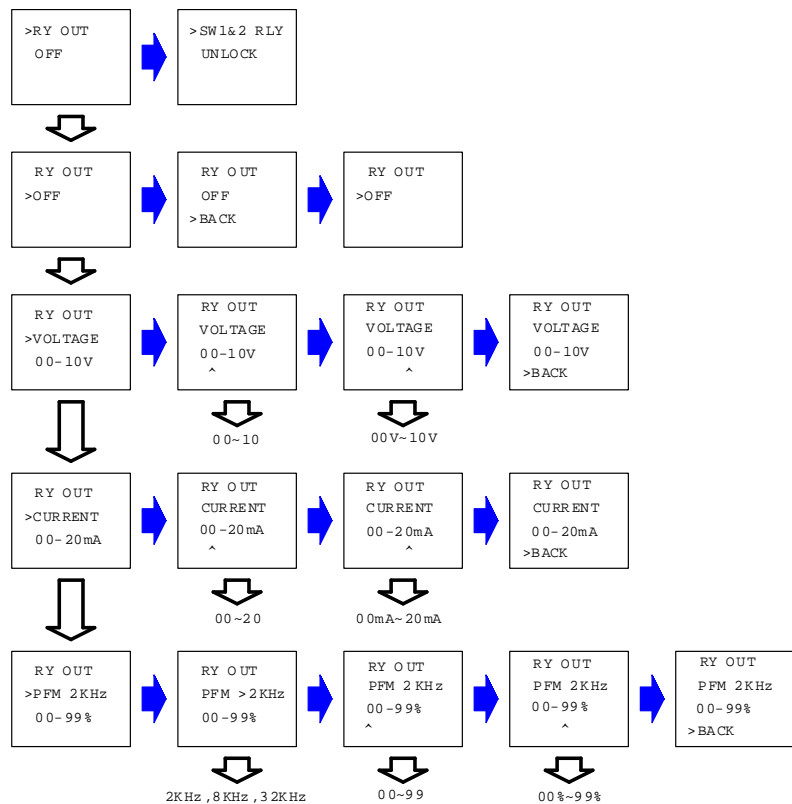 >RY OUT
OFF
>SW1&2 RLY
UNLOCK
RY OUT
>OFF
RY OUT
OFF
>BACK
RY OUT
>OFF
RY OUT
>VOLTAGE
00-10V
RY OUT
VOLTAGE
00-10V
^
RY OUT
VOLTAGE
00-10V
^
RY OUT
VOLTAGE
00-10V
>BACK
00~10
00V~10V
RY OUT
>CURRENT
00-20mA
RY OUT
CURRENT
00-20mA
^
RY OUT
CURRENT
00-20mA
^
RY OUT
CURRENT
00-20mA
>BACK
00~20
00mA~20mA
RY OUT
>PFM 2KHz
00-99%
RY OUT
PFM >2KHz
00-99%
RY OUT
PFM 2KHz
00-99%
^
RY OUT
PFM 2KHz
00-99%
^
RY OUT
PFM 2KHz
00-99%
>BACK
2KHz,8KHz,32KHz
00~99
00%~99%